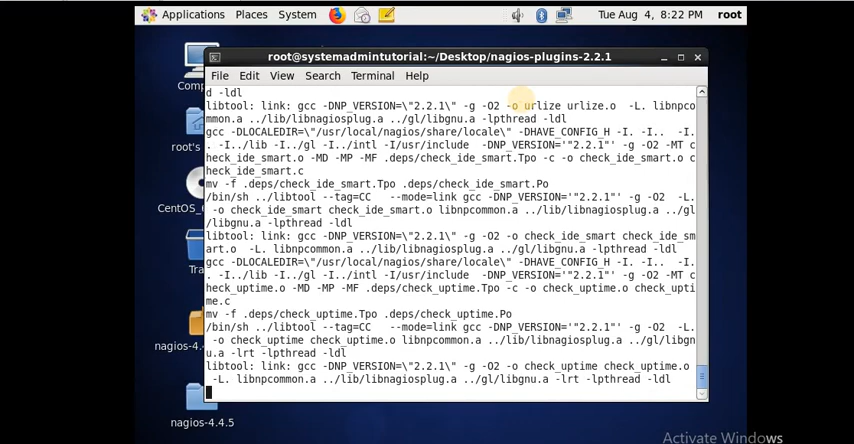 Applications Places System
Tue Aug 4, 8:22 PM root
root@systemadmintutorial:~/Desktop/nagios-plugins-2.2.1
File Edit View Search Terminal Help
d -ldl
libtool: link: gcc -DNP_VERSION=\"2.2.1\" -g -O2 -o urlize urlize.o  -L. libnpco
mmon.a ../lib/libnagiosplug.a ../gl/libgnu.a -lpthread -ldl
gcc -DLOCALEDIR=\"/usr/local/nagios/share/locale\" -DHAVE_CONFIG_H -I. -I..  -I.
. -I../lib -I../gl -I../intl -I/usr/include  -DNP_VERSION='"2.2.1"' -g -O2 -MT c
heck_ide_smart.o -MD -MP -MF .deps/check_ide_smart.Tpo -c -o check_ide_smart.o c
heck_ide_smart.c
mv -f .deps/check_ide_smart.Tpo .deps/check_ide_smart.Po
/bin/sh ../libtool --tag=CC   --mode=link gcc -DNP_VERSION='"2.2.1"' -g -O2  -L.
 -o check_ide_smart check_ide_smart.o libnpcommon.a ../lib/libnagiosplug.a ../gl
/libgnu.a -lpthread -ldl
libtool: link: gcc -DNP_VERSION=\"2.2.1\" -g -O2 -o check_ide_smart check_ide_sm
art.o  -L. libnpcommon.a ../lib/libnagiosplug.a ../gl/libgnu.a -lpthread -ldl
gcc -DLOCALEDIR=\"/usr/local/nagios/share/locale\" -DHAVE_CONFIG_H -I. -I..  -I.
. -I../lib -I../gl -I../intl -I/usr/include  -DNP_VERSION='"2.2.1"' -g -O2 -MT c
heck_uptime.o -MD -MP -MF .deps/check_uptime.Tpo -c -o check_uptime.o check_upti
me.c
mv -f .deps/check_uptime.Tpo .deps/check_uptime.Po
/bin/sh ../libtool --tag=CC   --mode=link gcc -DNP_VERSION='"2.2.1"' -g -O2  -L.
 -o check_uptime check_uptime.o libnpcommon.a ../lib/libnagiosplug.a ../gl/libgn
u.a -lrt -lpthread -ldl
libtool: link: gcc -DNP_VERSION=\"2.2.1\" -g -O2 -o check_uptime check_uptime.o
 -L. libnpcommon.a ../lib/libnagiosplug.a ../gl/libgnu.a -lrt -lpthread -ldl
Comp
root's
CentOS_6
Tra
nagios-4.4
nagios-4.4.5
Activate Windows